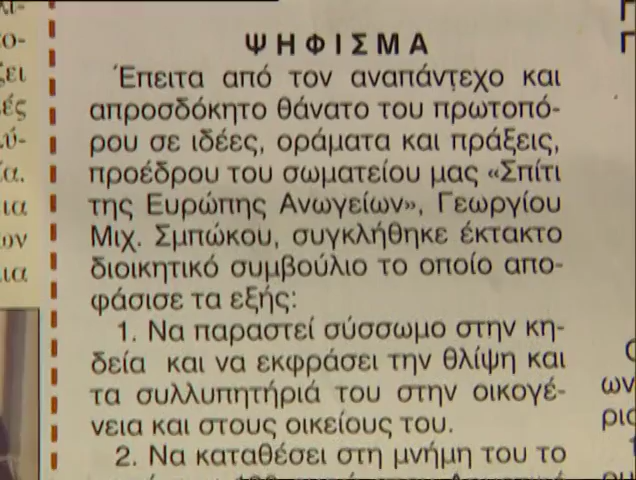 ΨΗΦΙΣΜΑ
Έπειτα από τον αναπάντεχο και
απροσδόκητο θάνατο του πρωτοπό-
ρου σε ιδέες, οράματα και πράξεις,
προέδρου του σωματείου μας «Σπίτι
της Ευρώπης Ανωγείων», Γεωργίου
Μιχ. Σμπώκου, συγκλήθηκε έκτακτο
διοικητικό συμβούλιο το οποίο απο-
φάσισε τα εξής:
1. Να παραστεί σύσσωμο στην κη-
δεία και να εκφράσει την θλίψη και
τα συλλυπητήριά του στην οικογέ-
νεια και στους οικείους του.
2. Να καταθέσει στη μνήμη του το